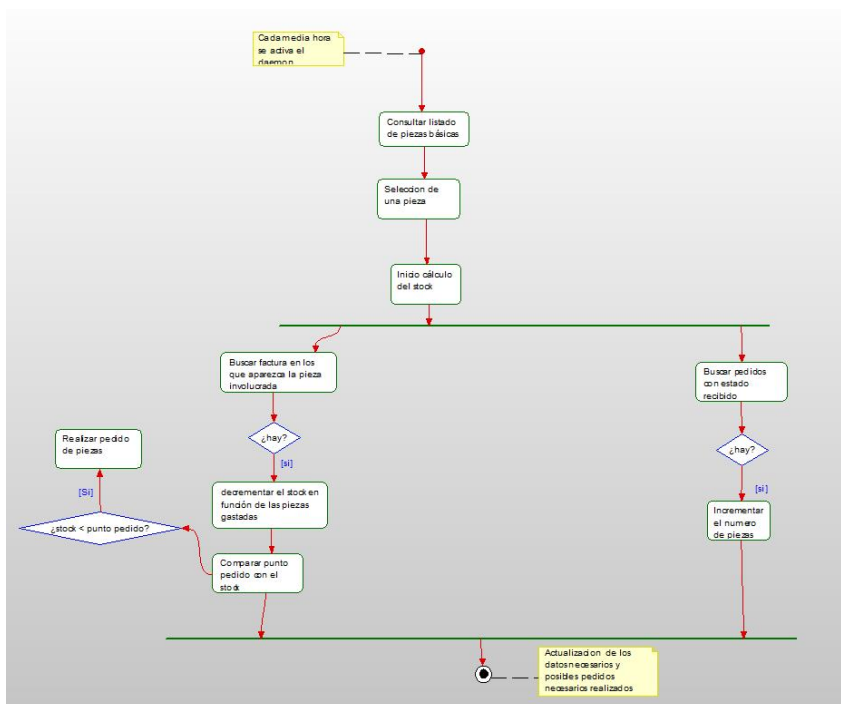 Cada media hora
se activa el
daemon
Consultar listado
de piezas básicas
Seleccion de
una pieza
Inicio cálculo
del stock
Buscar factura en los
que aparezca la pieza
involucrada
Buscar pedidos
con estado
recibido
¿hay?
[si]
¿hay?
[si]
Realizar pedido
de piezas
[Si]
¿stock < punto pedido?
decrementar el stock en
función de las piezas
gastadas
Incrementar
el numero
de piezas
Comparar punto
pedido con el
stock
Actualizacion de los
datos necesarios y
posibles pedidos
necesarios realizados